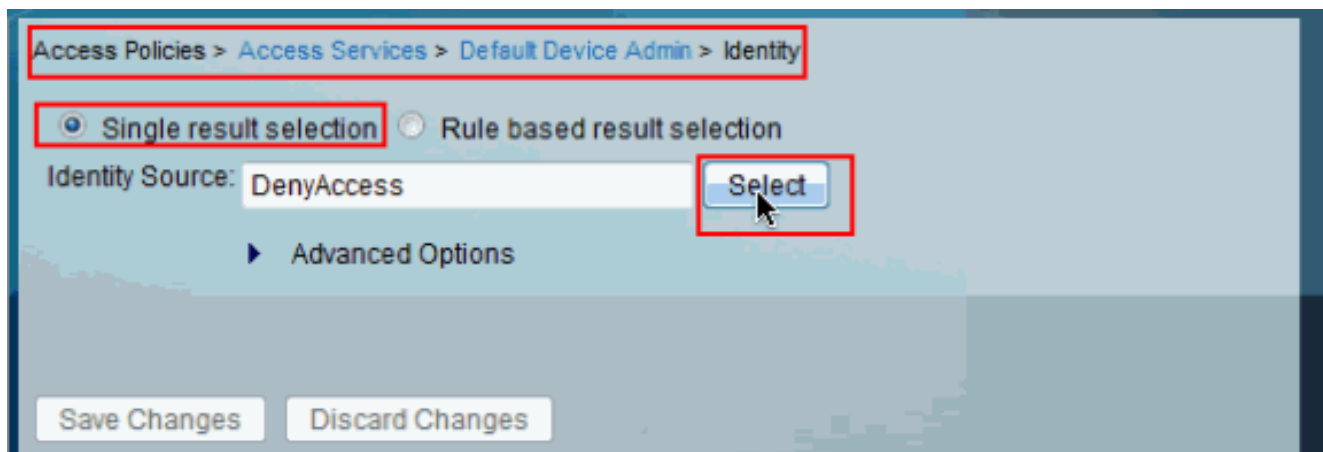 Access Policies > Access Services > Default Device Admin > Identity
Single result selection Rule based result selection
Identity Source: DenyAccess Select
Advanced Options
Save Changes Discard Changes